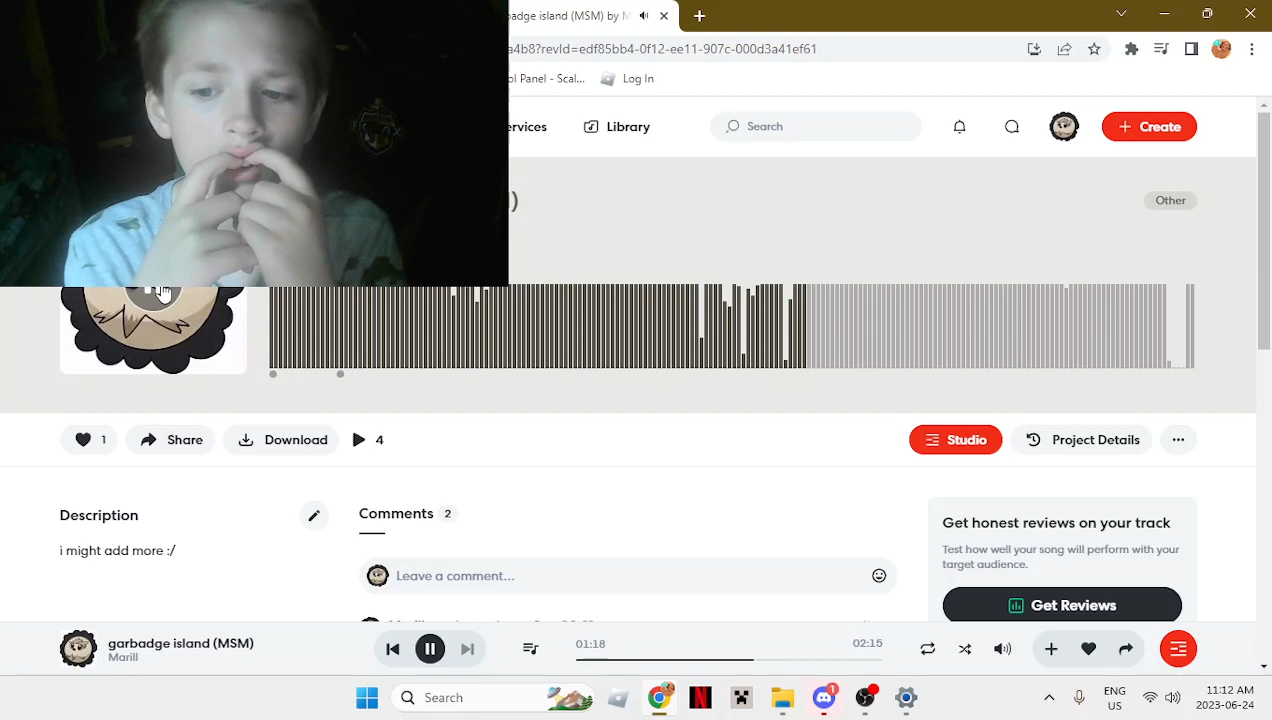 badge island (MSM) by M
a4b8?revId=edf85bb4-0f12-ee11-907c-000d3a41ef61
ol Panel - Scal...
Log In
ervices
Library
Search
Create
)
Other
1
Share
Download
4
Studio
Project Details
Description
Comments 2
i might add more :/
Leave a comment...
Get honest reviews on your track
Test how well your song will perform with your
target audience.
Get Reviews
garbadge island (MSM)
Marill
01:18
02:15
Search
1
ENG
US
11:12 AM
2023-06-24